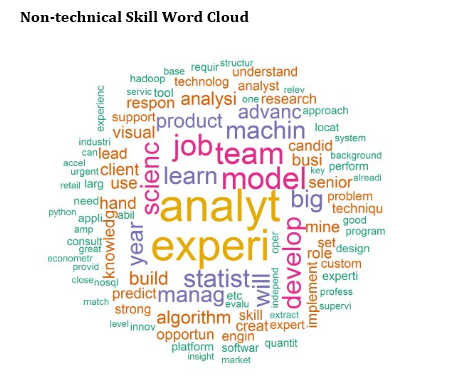 Non-technical Skill Word Cloud
structur
base requir
hadoop understand
technolog
servic tool analyst relev
experienc respon analysi one research
support product advanc approach
visual machin locat
industri system
can lead job team candid
accel scienc busi background
client learn model key perform
urgent alreadi
retail larg use senior
need hand analyt big problem
python abil techniqu
appli good
amp knowledg year experi develop mine program
consult oper set
great role design
econometr statist custom
provid build will experti
close nosql manag etc independ implement profess
predict evalu supervi
match strong skill extract
algorithm creat expert
level innov
opportun engin
platform softwar quantit
insight market